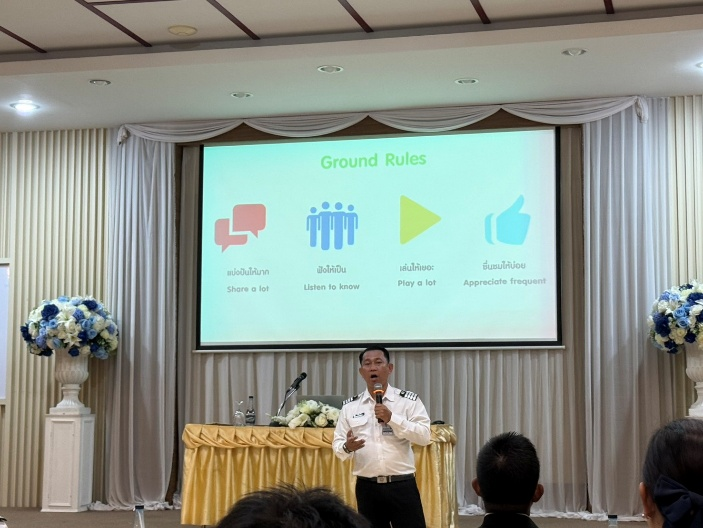 Ground Rules
แบ่งปันให้มาก
Share a lot
ฟังให้เป็น
Listen to know
เล่นให้เยอะ
Play a lot
ชื่นชมให้บ่อย
Appreciate frequent